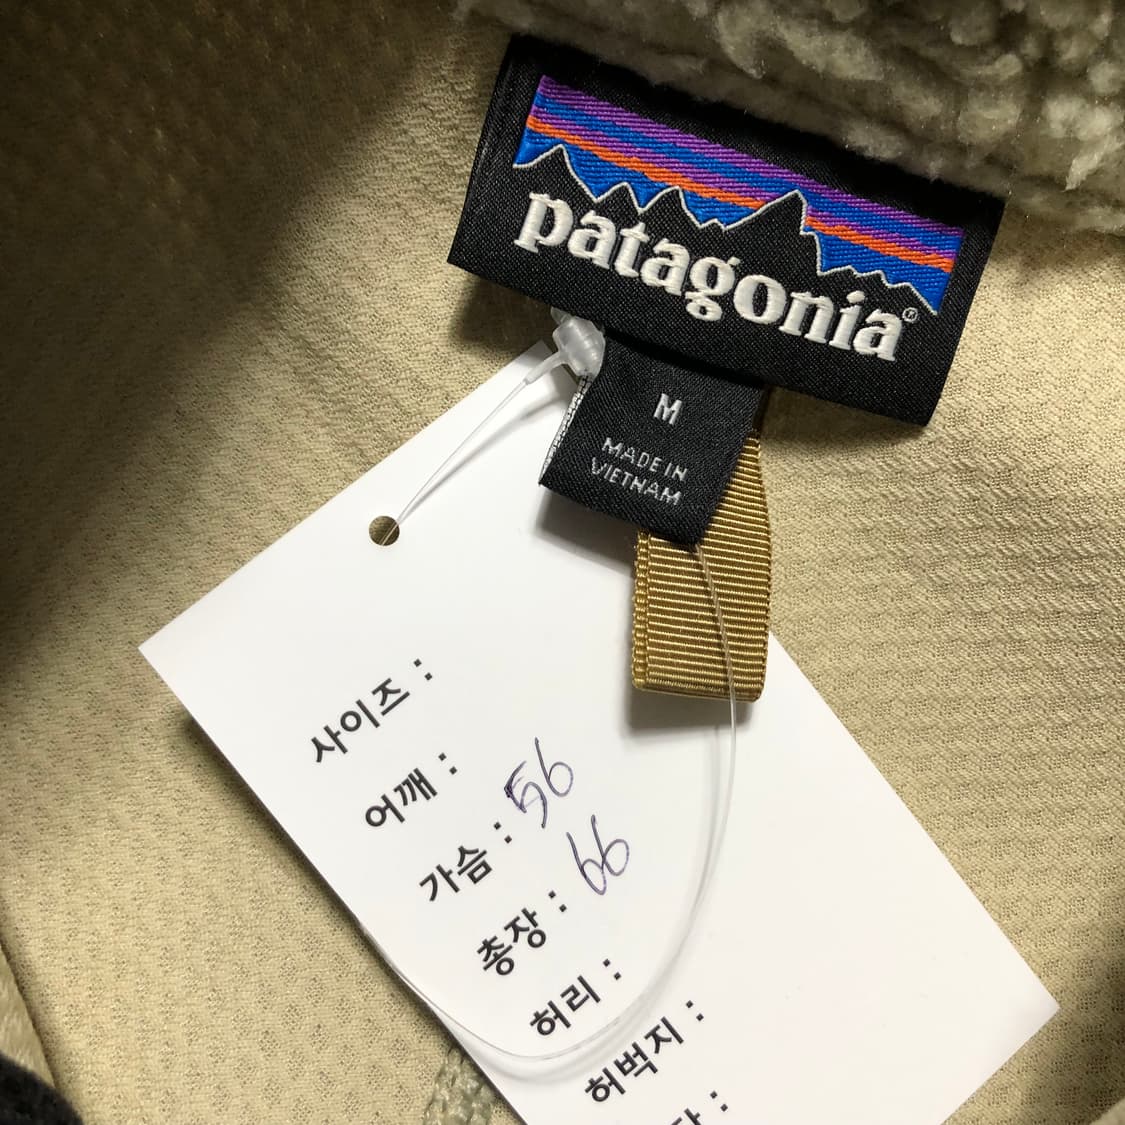 patagonia®
M
MADE IN
VIETNAM
사이즈 :
어깨 :
가슴 : 56
총장 : 66
허리 :
허벅지 :